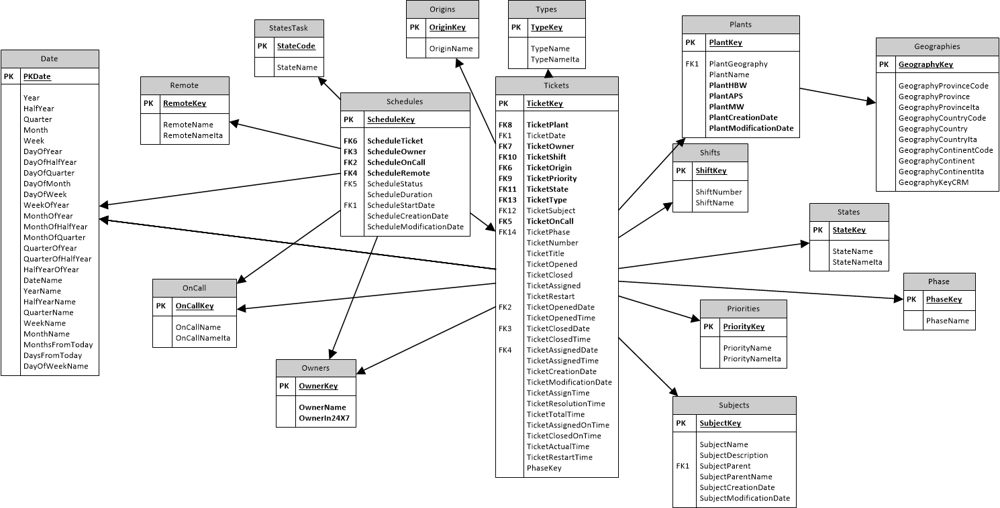 Date
PK PKDate
Year
HalfYear
Quarter
Month
Week
DayOfYear
DayOfHalfYear
DayOfQuarter
DayOfMonth
DayOfWeek
WeekOfYear
MonthOfYear
MonthOfHalfYear
MonthOfQuarter
QuarterOfYear
QuarterOfHalfYear
HalfYearOfYear
DateName
YearName
HalfYearName
QuarterName
WeekName
MonthName
MonthsFromToday
DaysFromToday
DayOfWeekName
Remote
PK RemoteKey
RemoteName
RemoteNameIta
StatesTask
PK StateCode
StateName
Schedules
PK ScheduleKey
FK6 ScheduleTicket
FK3 ScheduleOwner
FK2 ScheduleOnCall
FK4 ScheduleRemote
FK5 ScheduleStatus
ScheduleDuration
FK1 ScheduleStartDate
ScheduleCreationDate
ScheduleModificationDate
OnCall
PK OnCallKey
OnCallName
OnCallNameIta
Owners
PK OwnerKey
OwnerName
OwnerIn24X7
Origins
PK OriginKey
OriginName
Types
PK TypeKey
TypeName
TypeNameIta
Tickets
PK TicketKey
FK8 TicketPlant
FK1 TicketDate
FK7 TicketOwner
FK10 TicketShift
FK6 TicketOrigin
FK9 TicketPriority
FK11 TicketState
FK13 TicketType
FK12 TicketSubject
FK5 TicketOnCall
FK14 TicketPhase
TicketNumber
TicketTitle
TicketOpened
TicketClosed
TicketAssigned
TicketRestart
FK2 TicketOpenedDate
TicketOpenedTime
FK3 TicketClosedDate
TicketClosedTime
FK4 TicketAssignedDate
TicketAssignedTime
TicketCreationDate
TicketModificationDate
TicketAssignTime
TicketResolutionTime
TicketTotalTime
TicketAssignedOnTime
TicketClosedOnTime
TicketActualTime
TicketRestartTime
PhaseKey
Plants
PK PlantKey
FK1 PlantGeography
PlantName
PlantHBW
PlantAPS
PlantMW
PlantCreationDate
PlantModificationDate
Geographies
PK GeographyKey
GeographyProvinceCode
GeographyProvince
GeographyProvinceIta
GeographyCountryCode
GeographyCountry
GeographyCountryIta
GeographyContinentCode
GeographyContinent
GeographyContinentIta
GeographyKeyCRM
Shifts
PK ShiftKey
ShiftNumber
ShiftName
States
PK StateKey
StateName
StateNameIta
Phase
PK PhaseKey
PhaseName
Priorities
PK PriorityKey
PriorityName
PriorityNameIta
Subjects
PK SubjectKey
SubjectName
SubjectDescription
FK1 SubjectParent
SubjectParentName
SubjectCreationDate
SubjectModificationDate